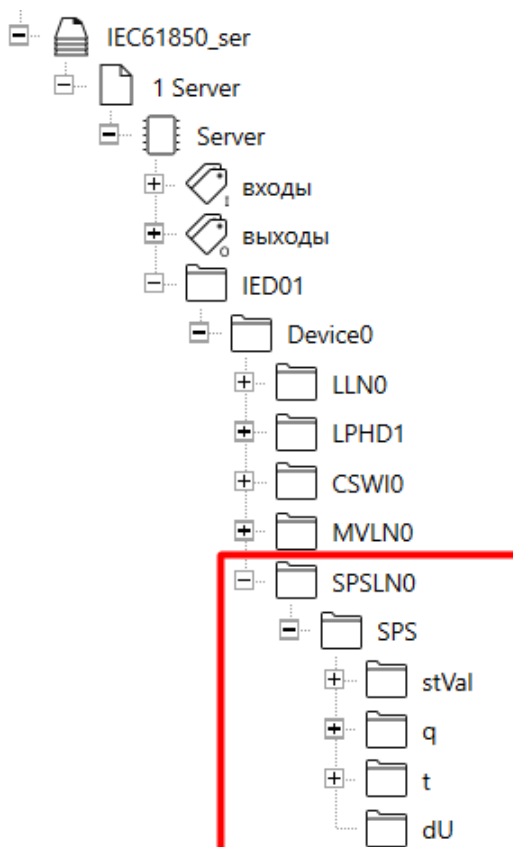 IEC61850_ser
1 Server
Server
входы
выходы
IED01
Device0
LLN0
LPHD1
CSWI0
MVLN0
SPSLN0
SPS
stVal
q
t
dU